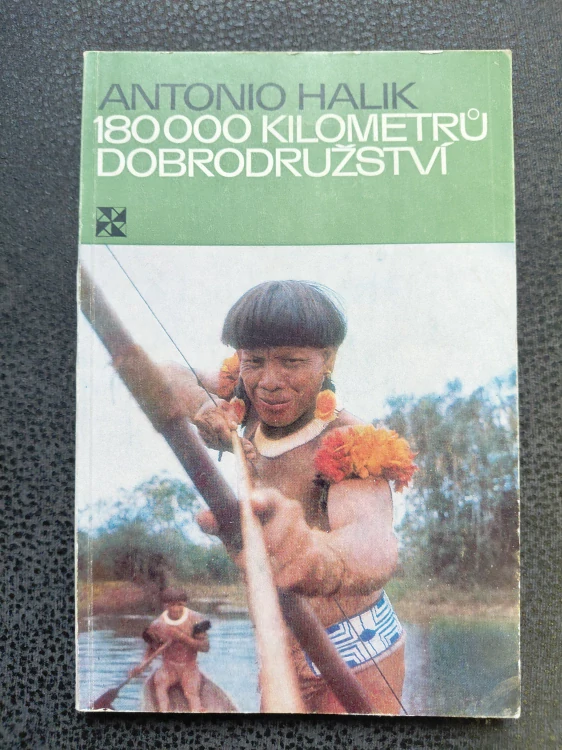 ANTONIO HALIK
180 000 KILOMETRŮ
DOBRODRUŽSTVÍ